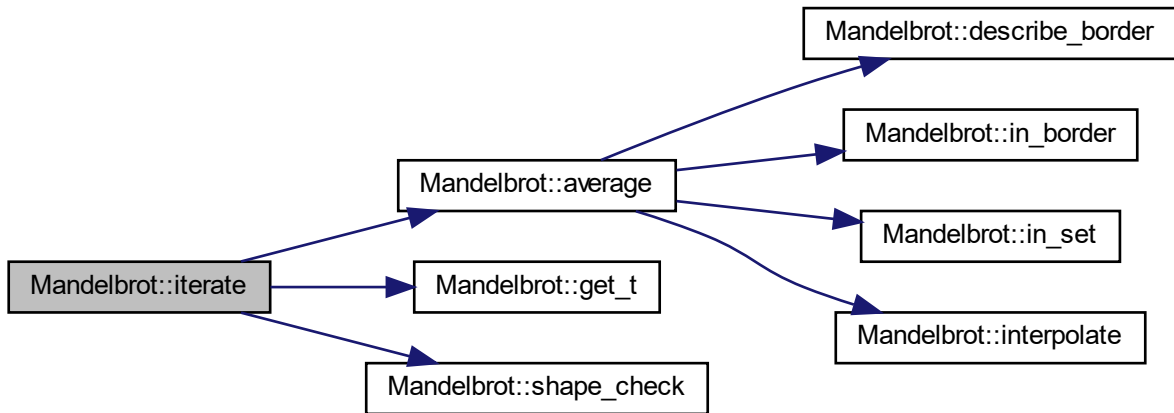 Mandelbrot::describe_border
Mandelbrot::in_border
Mandelbrot::average
Mandelbrot::in_set
Mandelbrot::iterate
Mandelbrot::get_t
Mandelbrot::interpolate
Mandelbrot::shape_check